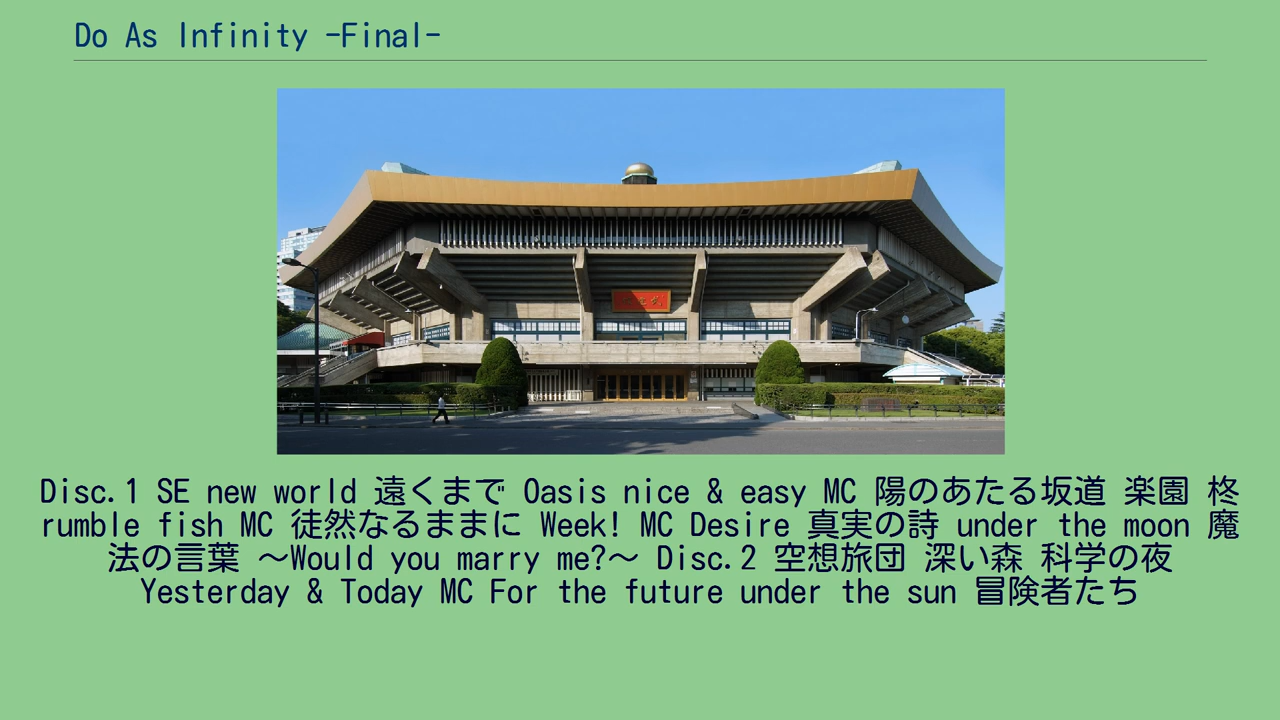 Do As Infinity -Final-
Disc.1 SE new world 遠くまで Oasis nice & easy MC 陽のあたる坂道 楽園 柊
rumble fish MC 徒然なるままに Week! MC Desire 真実の詩 under the moon 魔
法の言葉 ～Would you marry me?～ Disc.2 空想旅団 深い森 科学の夜
Yesterday & Today MC For the future under the sun 冒険者たち